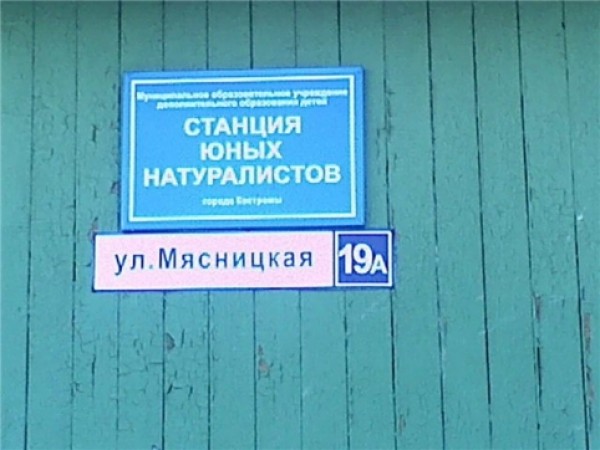 Муниципальное образовательное учреждение
дополнительного образования детей
СТАНЦИЯ
ЮНЫХ
НАТУРАЛИСТОВ
города Костромы
ул.Мясницкая 19А